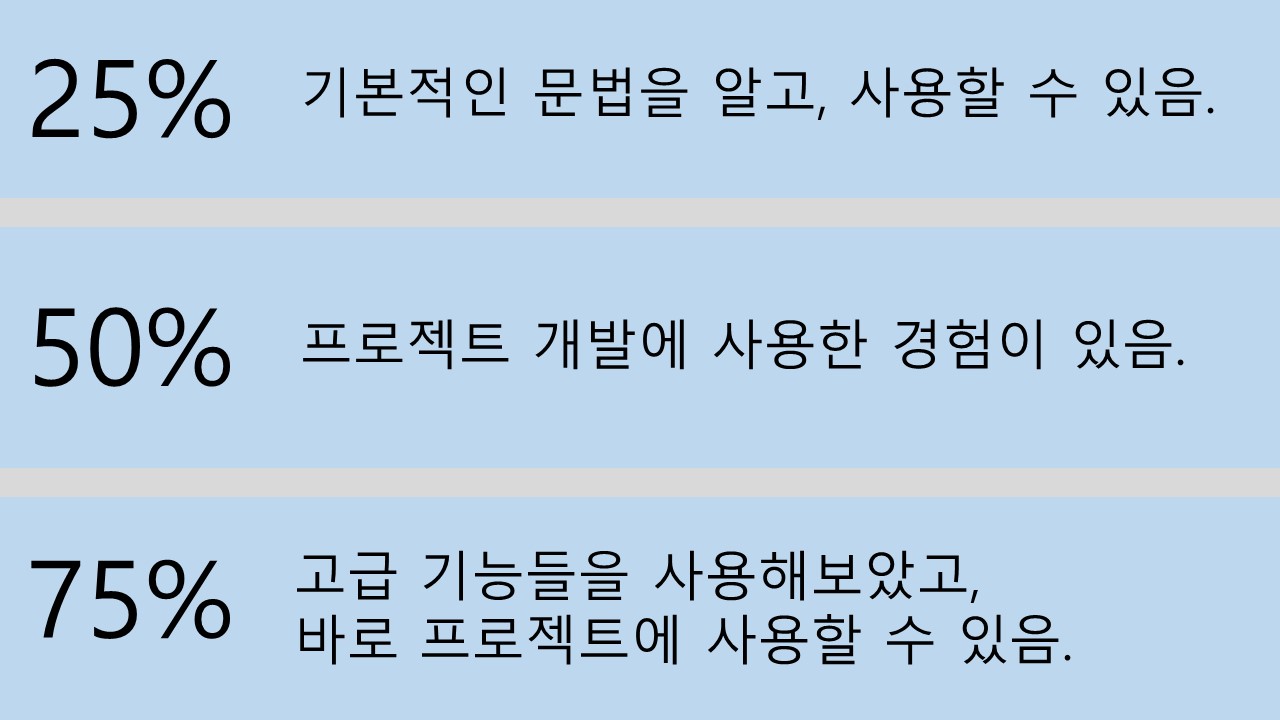 25% 기본적인 문법을 알고, 사용할 수 있음.
50% 프로젝트 개발에 사용한 경험이 있음.
75% 고급 기능들을 사용해보았고,
바로 프로젝트에 사용할 수 있음.